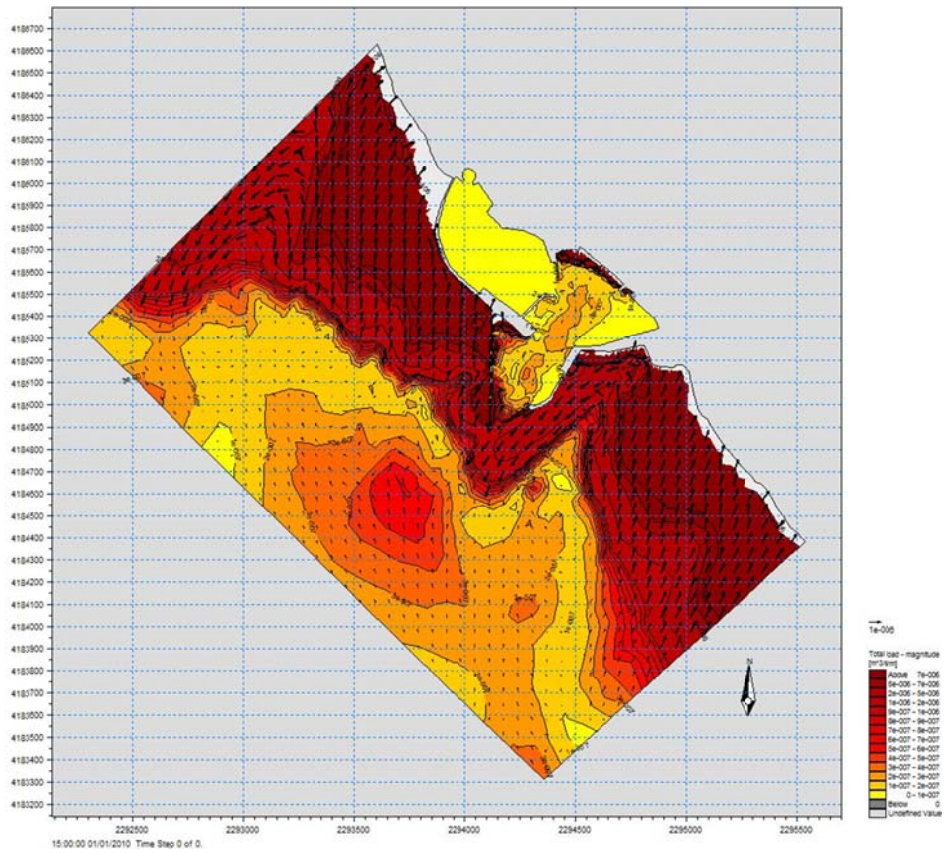 4186700
4186600
4186500
4186400
4186300
4186200
4186100
4186000
4185900
4185800
4185700
4185600
4185500
4185400
4185300
4185200
4185100
4185000
4184900
4184800
4184700
4184600
4184500
4184400
4184300
4184200
4184100
4184000
4183900
4183800
4183700
4183600
4183500
4183400
4183300
4183200
2292500 2293000 2293500 2294000 2294500 2295000 2295500
15:00:00 01/01/2010 Time Step 0 of 0.
N
Total load - magnitude
[m^3/s/m]
Above 7e-006
5e-006 - 7e-006
2e-006 - 5e-006
1e-006 - 2e-006
9e-007 - 1e-006
8e-007 - 9e-007
7e-007 - 8e-007
6e-007 - 7e-007
5e-007 - 6e-007
4e-007 - 5e-007
3e-007 - 4e-007
2e-007 - 3e-007
1e-007 - 2e-007
0 - 1e-007
Below 0
Undefined Value